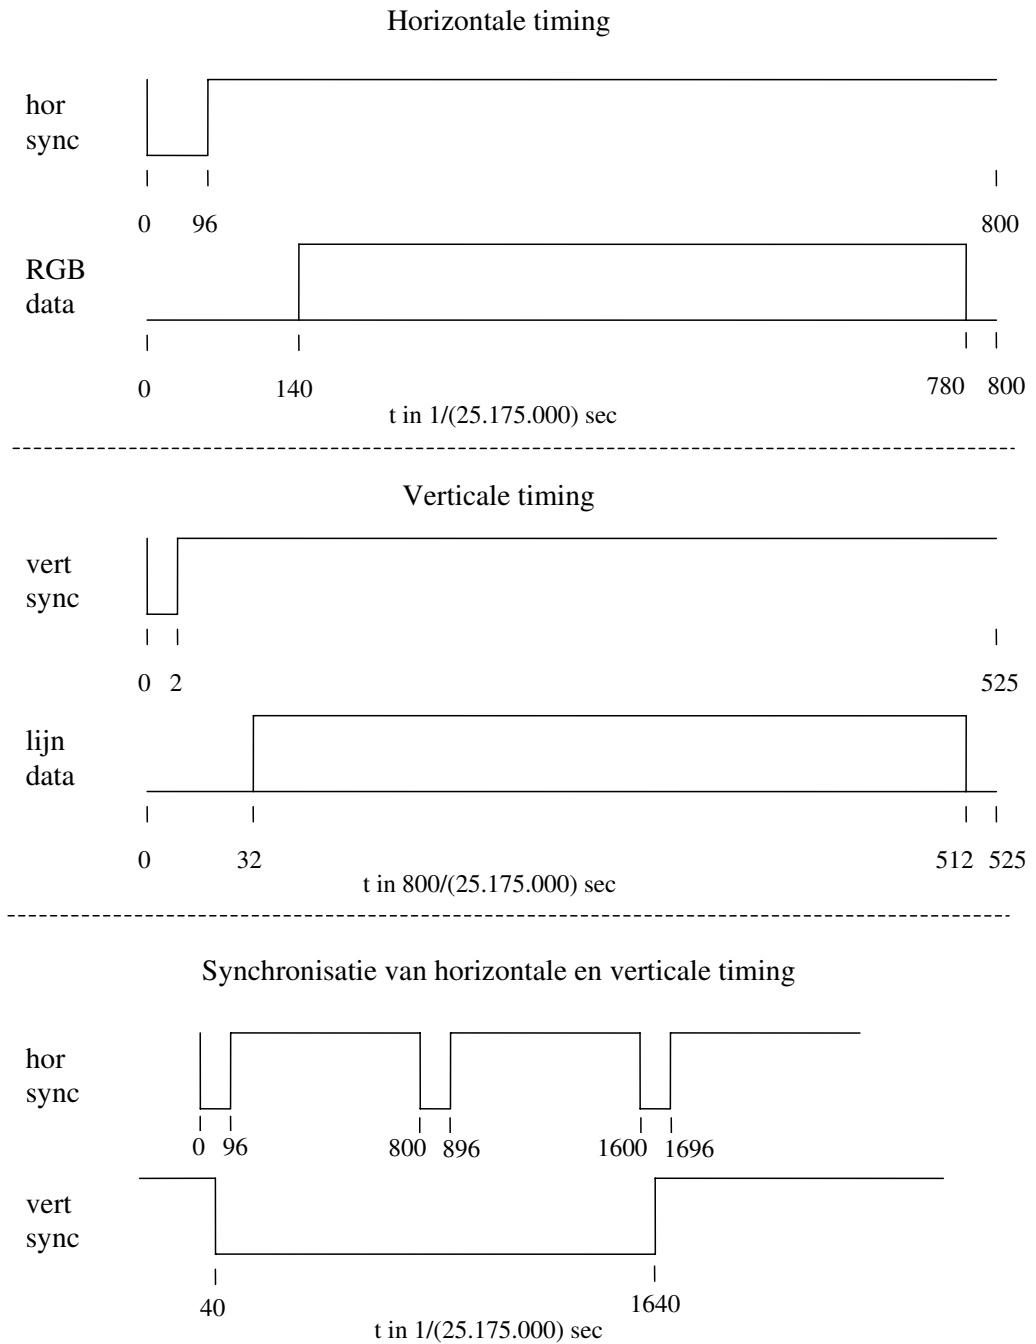 Horizontale timing
hor
sync
0 96 800
RGB
data
0 140 780 800
t in 1/(25.175.000) sec
Verticale timing
vert
sync
0 2 525
lijn
data
0 32 512 525
t in 800/(25.175.000) sec
Synchronisatie van horizontale en verticale timing
hor
sync
0 96 800 896 1600 1696
vert
sync
40 1640
t in 1/(25.175.000) sec